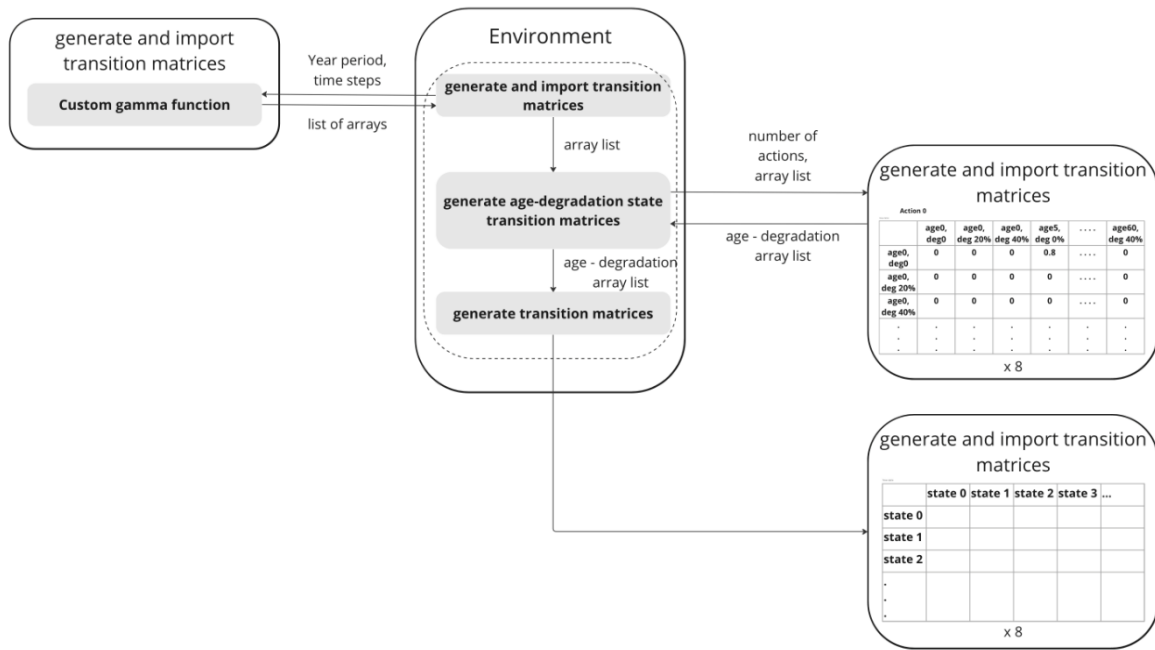 generate and import
transition matrices
Custom gamma function
Year period,
time steps
list of arrays
Environment
generate and import transition
matrices
array list
generate age-degradation state
transition matrices
age - degradation
array list
generate transition matrices
number of
actions,
array list
age - degradation
array list
generate and import transition
matrices
Action 0
age0, deg0 age0, deg 20% age0, deg 40% age5, deg 0% .... age60, deg 40%
age0, deg0 0 0 0 0.8 .... 0
age0, deg 20% 0 0 0 0 .... 0
age0, deg 40% 0 0 0 0 .... 0
. . . . . . .
. . . . . . .
. . . . . . .
x 8
generate and import transition
matrices
state 0 state 1 state 2 state 3 ...
state 0
state 1
state 2
.
.
.
x 8